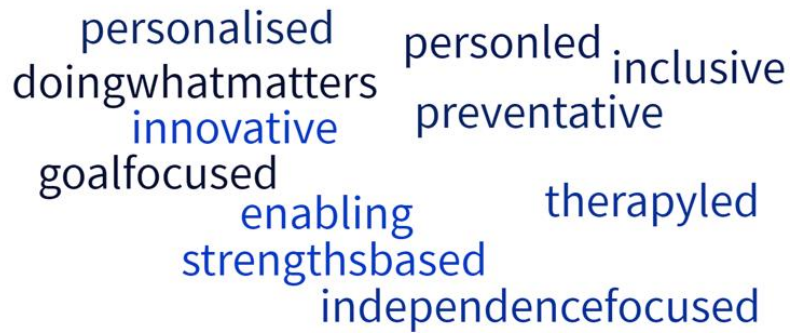 personalised
personled
inclusive
doingwhatmatters
preventative
innovative
goalfocused
therapyled
enabling
strengthsbased
independencefocused